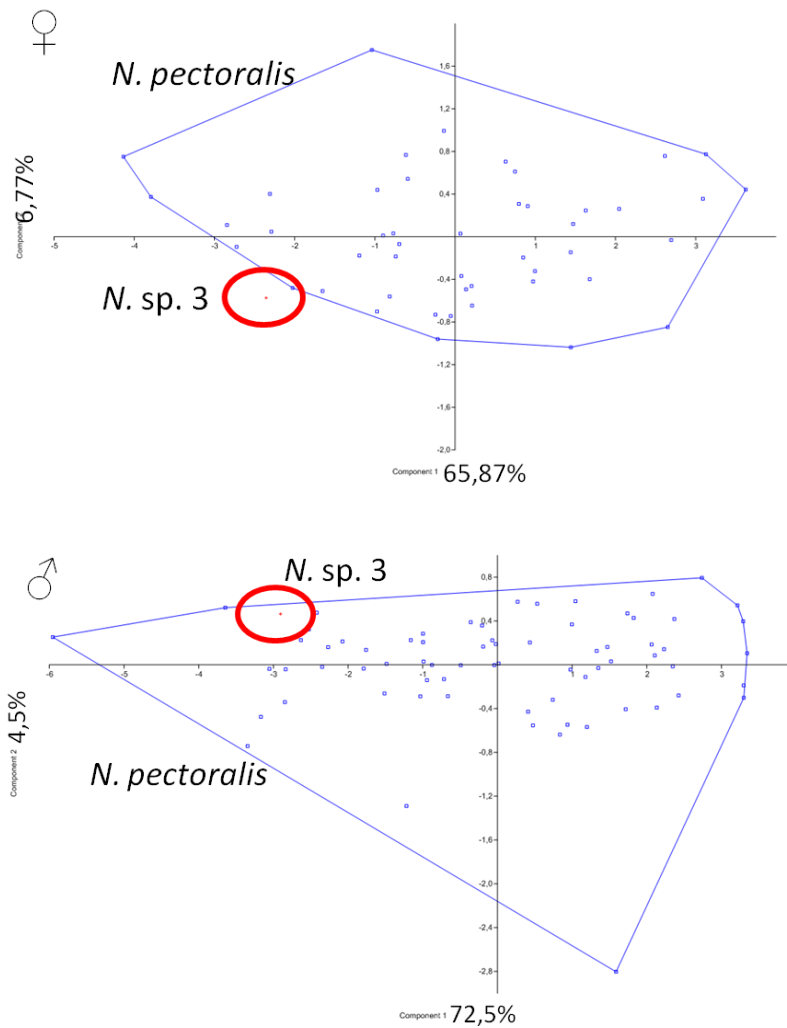 ♀
N. pectoralis
1,6
1,2
0,8
0,4
-5 -4 -3 -2 -1 1 2 3
Component 2 6,77%
N. sp. 3
-0,4
-0,8
-1,2
-1,6
-2,0
Component 1 65,87%
♂
N. sp. 3
0,8
0,4
-6 -5 -4 -3 -2 -1 1 2 3
Component 2 4,5%
-0,4
N. pectoralis
-0,8
-1,2
-1,6
-2,0
-2,4
-2,8
Component 1 72,5%